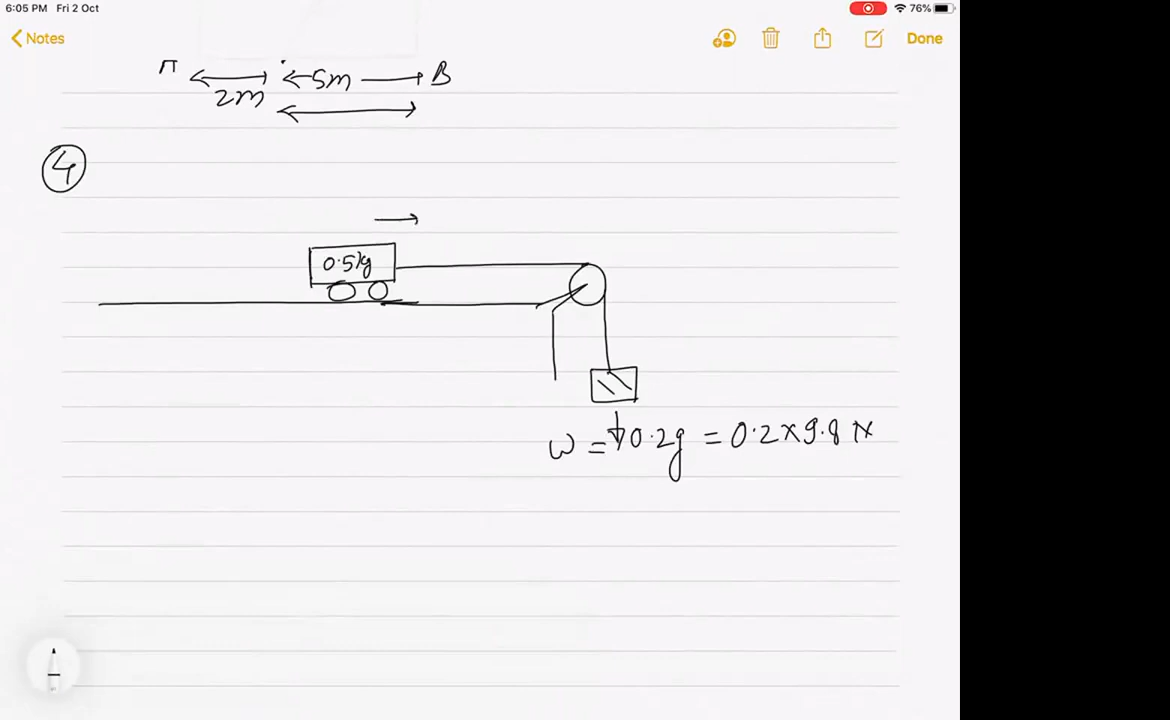 6:05 PM Fri 2 Oct
76%
Notes
Done
2m
5m
B
4
0.5kg
W = 0.2g = 0.2×9.8 N